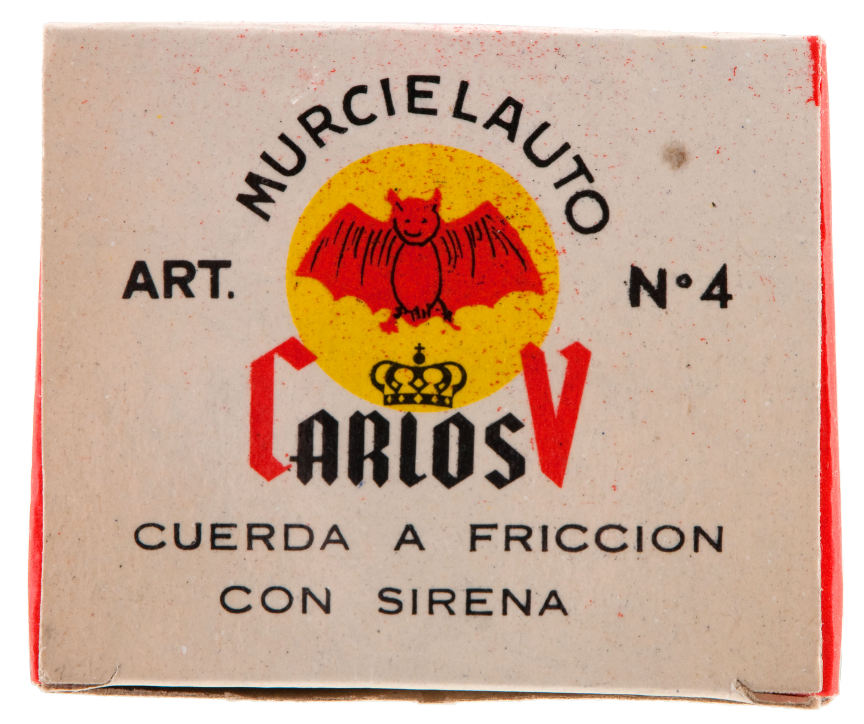 MURCIELAUTO
ART. Nº4
CARLOS V
CUERDA A FRICCION
CON SIRENA